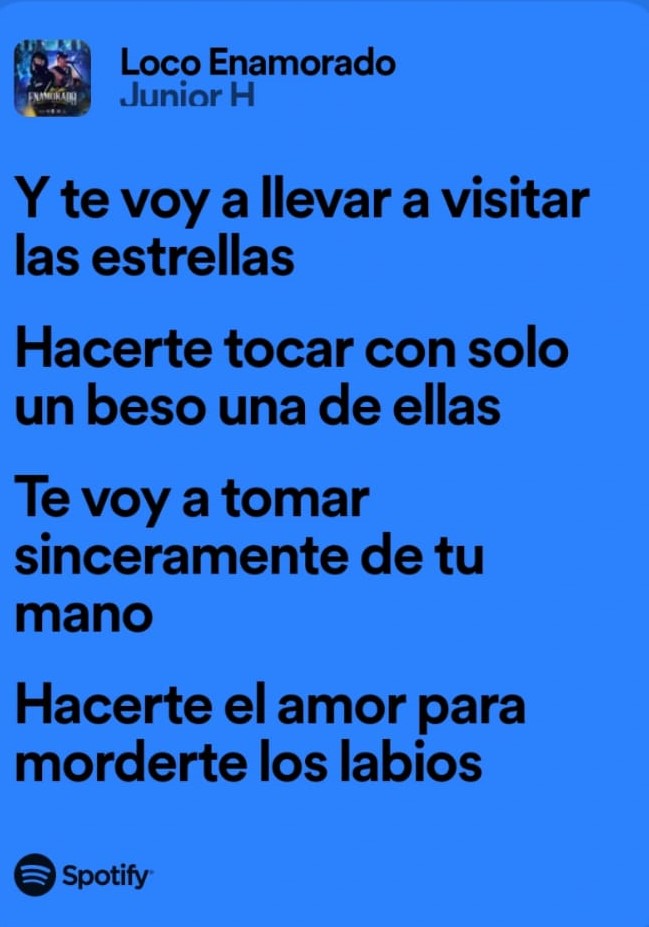 Loco Enamorado
Junior H
ENAMORADO
Y te voy a llevar a visitar
las estrellas
Hacerte tocar con solo
un beso una de ellas
Te voy a tomar
sinceramente de tu
mano
Hacerte el amor para
morderte los labios
Spotify